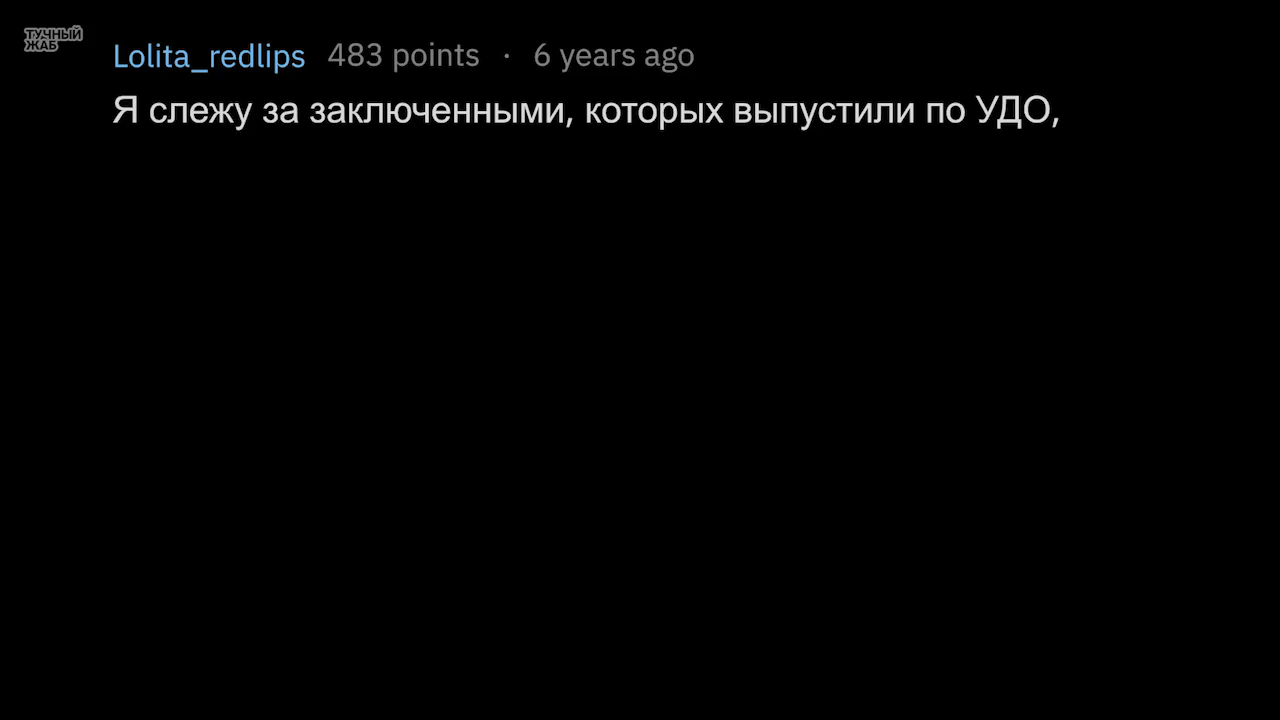 ТУЧНЫЙ
ЖАБ
Lolita_redlips 483 points · 6 years ago
Я слежу за заключенными, которых выпустили по УДО,